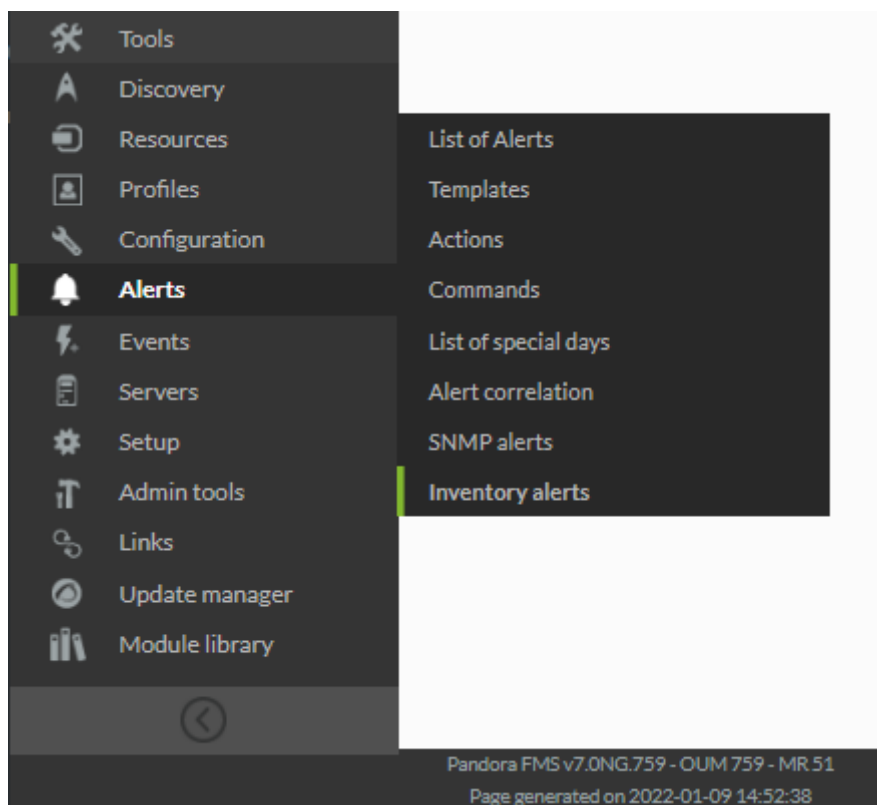 Tools
Discovery
Resources
Profiles
Configuration
Alerts
Events
Servers
Setup
Admin tools
Links
Update manager
Module library
List of Alerts
Templates
Actions
Commands
List of special days
Alert correlation
SNMP alerts
Inventory alerts
Pandora FMS v7.0NG.759 - OUM 759 - MR 51
Page generated on 2022-01-09 14:52:38